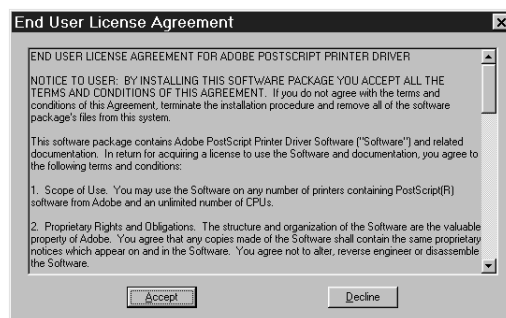 End User License Agreement
END USER LICENSE AGREEMENT FOR ADOBE POSTSCRIPT PRINTER DRIVER
NOTICE TO USER: BY INSTALLING THIS SOFTWARE PACKAGE YOU ACCEPT ALL THE
TERMS AND CONDITIONS OF THIS AGREEMENT. If you do not agree with the terms and
conditions of this Agreement, terminate the installation procedure and remove all of the software
package's files from this system.
This software package contains Adobe PostScript Printer Driver Software ("Software") and related
documentation. In return for acquiring a license to use the Software and documentation, you agree to
the following terms and conditions:
1. Scope of Use. You may use the Software on any number of printers containing PostScript(R)
software from Adobe and an unlimited number of CPUs.
2. Proprietary Rights and Obligations. The structure and organization of the Software are the valuable
property of Adobe. You agree that any copies made of the Software shall contain the same proprietary
notices which appear on and in the Software. You agree not to alter, reverse engineer or disassemble
the Software.
Accept
Decline